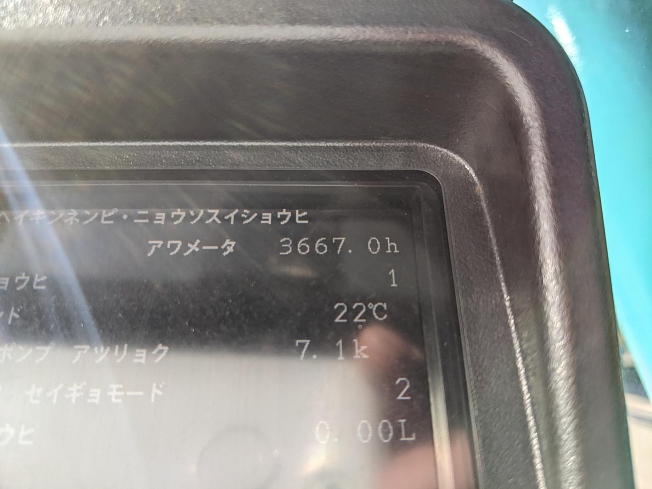 ヘイキンネンピ・ニョウソスイショウヒ
アワメータ 3667.0h
ョウヒ 1
ンド 22℃
ポンプ アツリョク 7.1k
セイギョモード 2
ウヒ 0.00L